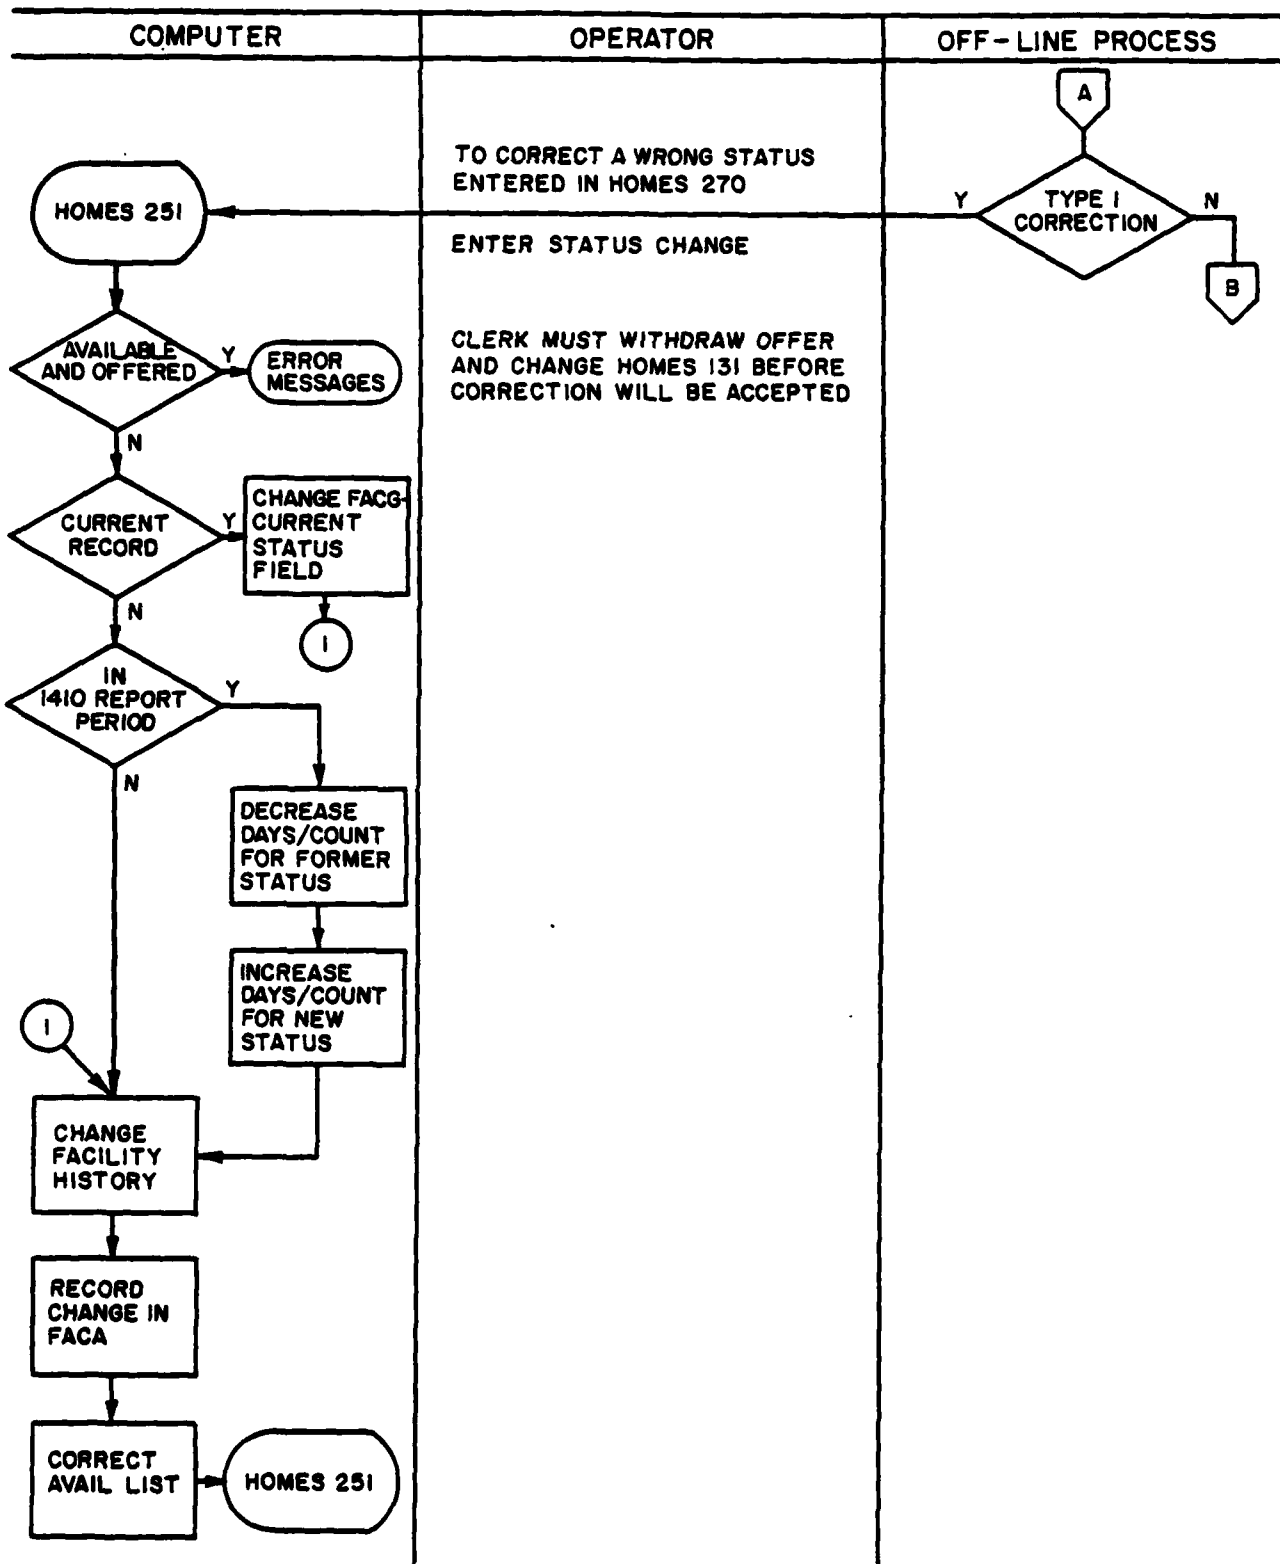 COMPUTER
OPERATOR
OFF-LINE PROCESS
A
TO CORRECT A WRONG STATUS
ENTERED IN HOMES 270
HOMES 251
Y
TYPE I
CORRECTION
N
ENTER STATUS CHANGE
B
AVAILABLE
AND OFFERED
Y
ERROR
MESSAGES
CLERK MUST WITHDRAW OFFER
AND CHANGE HOMES 131 BEFORE
CORRECTION WILL BE ACCEPTED
N
CURRENT
RECORD
Y
CHANGE FACG-
CURRENT
STATUS
FIELD
N
I
IN
1410 REPORT
PERIOD
Y
N
DECREASE
DAYS/COUNT
FOR FORMER
STATUS
INCREASE
DAYS/COUNT
FOR NEW
STATUS
I
CHANGE
FACILITY
HISTORY
RECORD
CHANGE IN
FACA
CORRECT
AVAIL LIST
HOMES 251